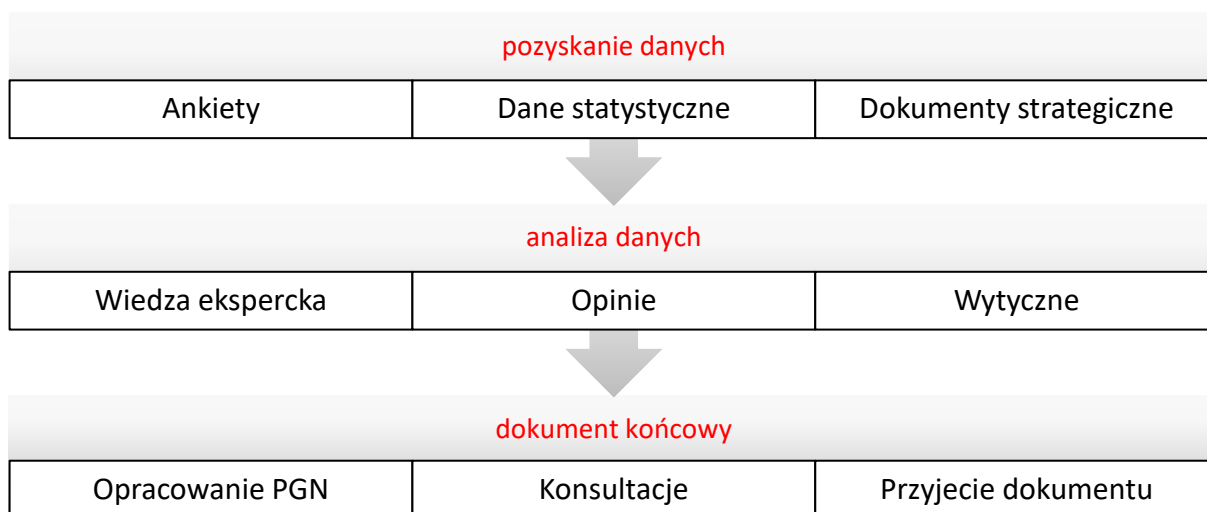 pozyskanie danych
Ankiety Dane statystyczne Dokumenty strategiczne
analiza danych
Wiedza ekspercka Opinie Wytyczne
dokument końcowy
Opracowanie PGN Konsultacje Przyjecie dokumentu